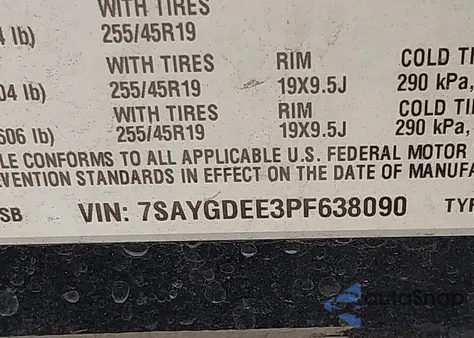 WITH TIRES
4 lb) 255/45R19
WITH TIRES RIM COLD TI
04 lb) 255/45R19 19X9.5J 290 kPa,
WITH TIRES RIM COLD TI
606 lb) 255/45R19 19X9.5J 290 kPa,
LE CONFORMS TO ALL APPLICABLE U.S. FEDERAL MOTOR
EVENTION STANDARDS IN EFFECT ON THE DATE OF MANUFA
SB VIN: 7SAYGDEE3PF638090 TYP
autoSnap